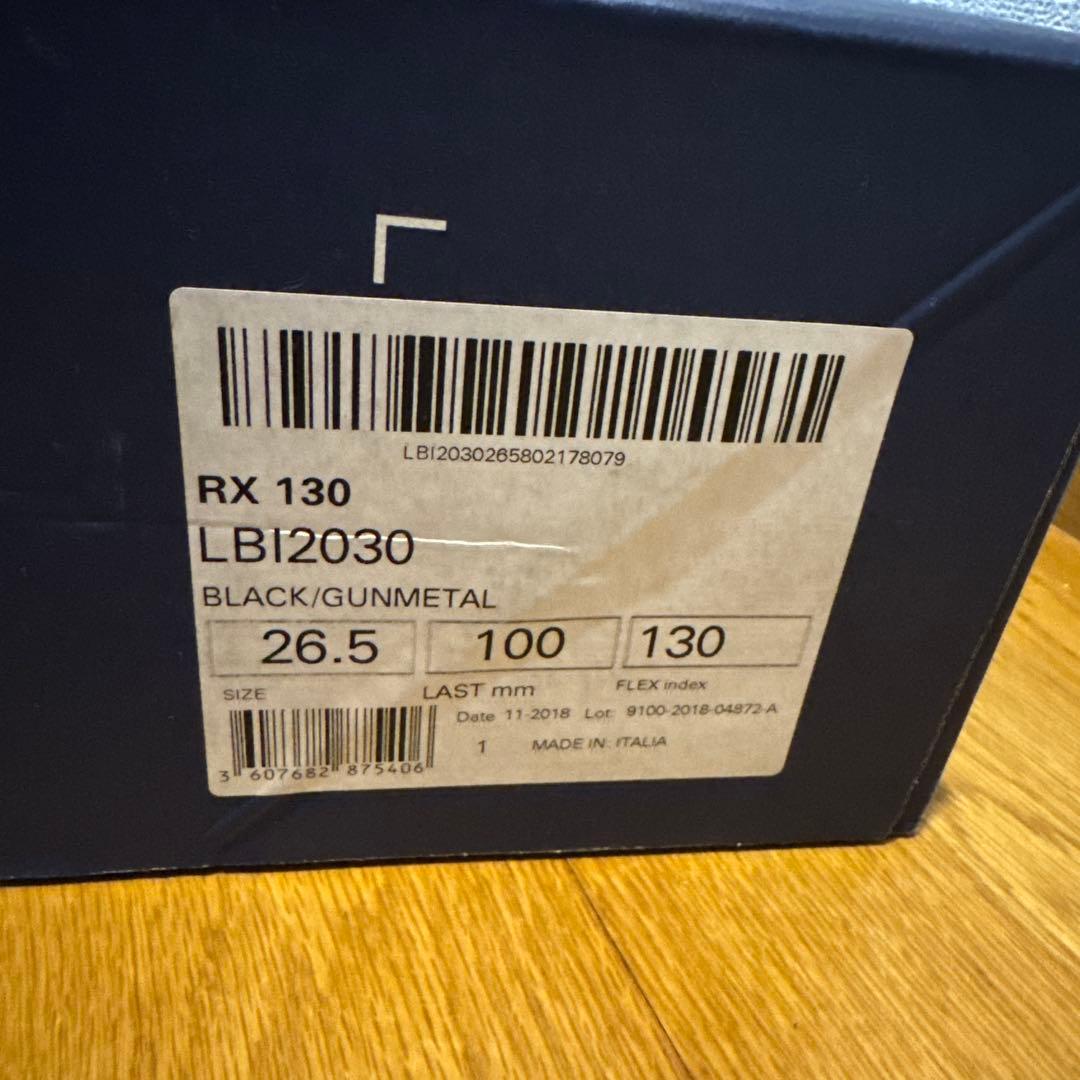 LBI2030265802178079
RX 130
LBI2030
BLACK/GUNMETAL
26.5 100 130
SIZE LAST mm FLEX index
Date 11-2018 Lot: 9100-2018-04872-A
1 MADE IN: ITALIA
3 607682 875406